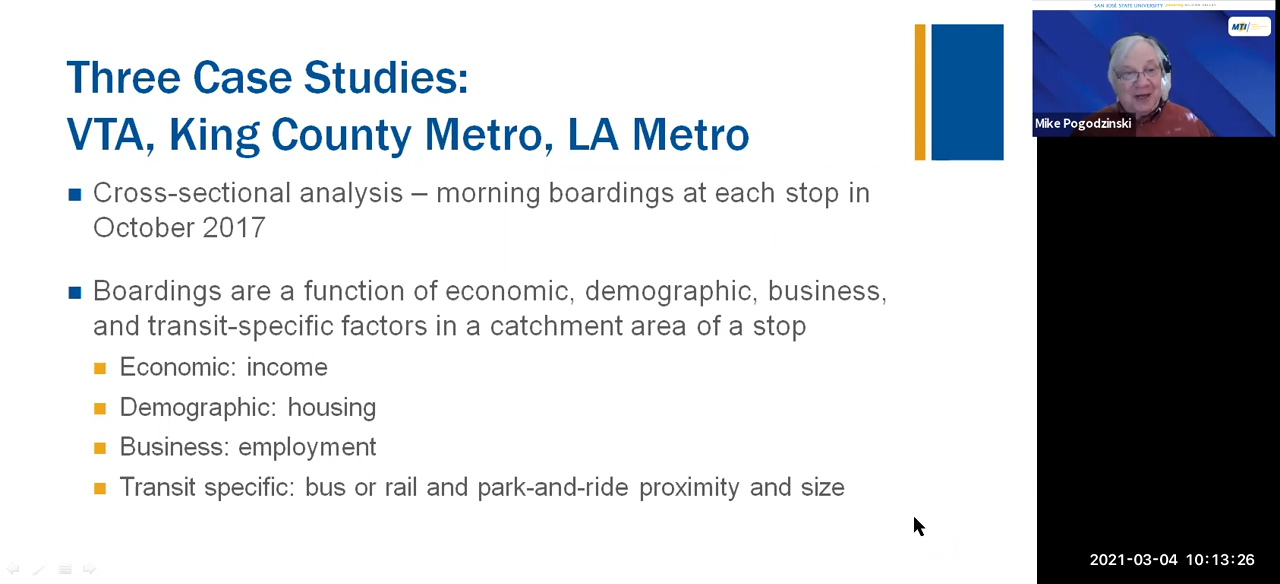 Three Case Studies:
VTA, King County Metro, LA Metro
Cross-sectional analysis – morning boardings at each stop in
October 2017
Boardings are a function of economic, demographic, business,
and transit-specific factors in a catchment area of a stop
Economic: income
Demographic: housing
Business: employment
Transit specific: bus or rail and park-and-ride proximity and size
SAN JOSÉ STATE UNIVERSITY
MTI
Mike Pogodzinski
2021-03-04 10:13:26